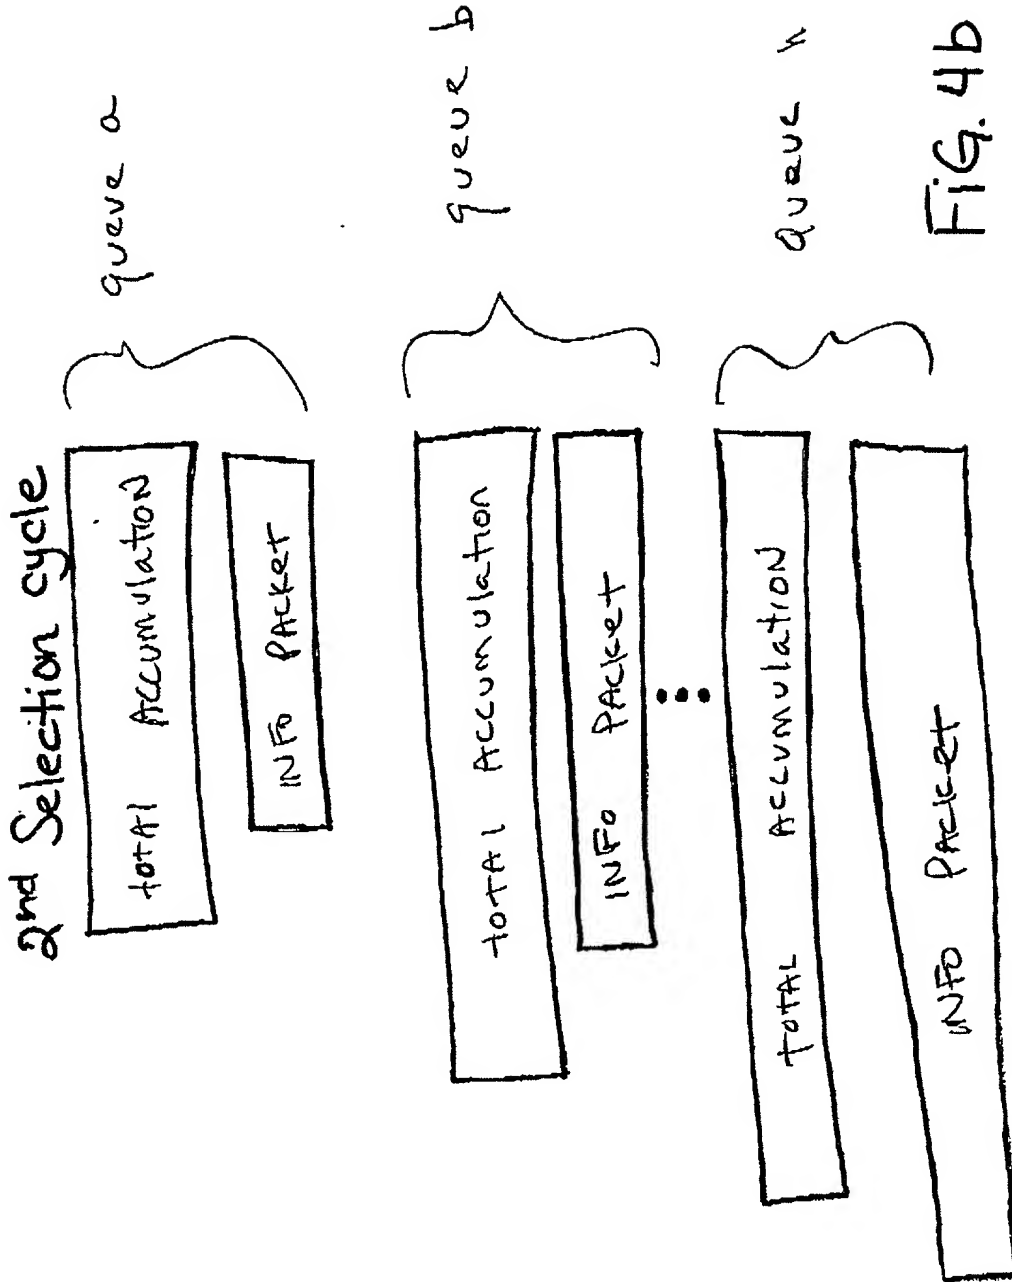 2nd Selection cycle
total Accumulation
INFO PACKET
queue a
total Accumulation
INFO PACKET
queue b
...
total Accumulation
INFO PACKET
queue n
FiG. 4b